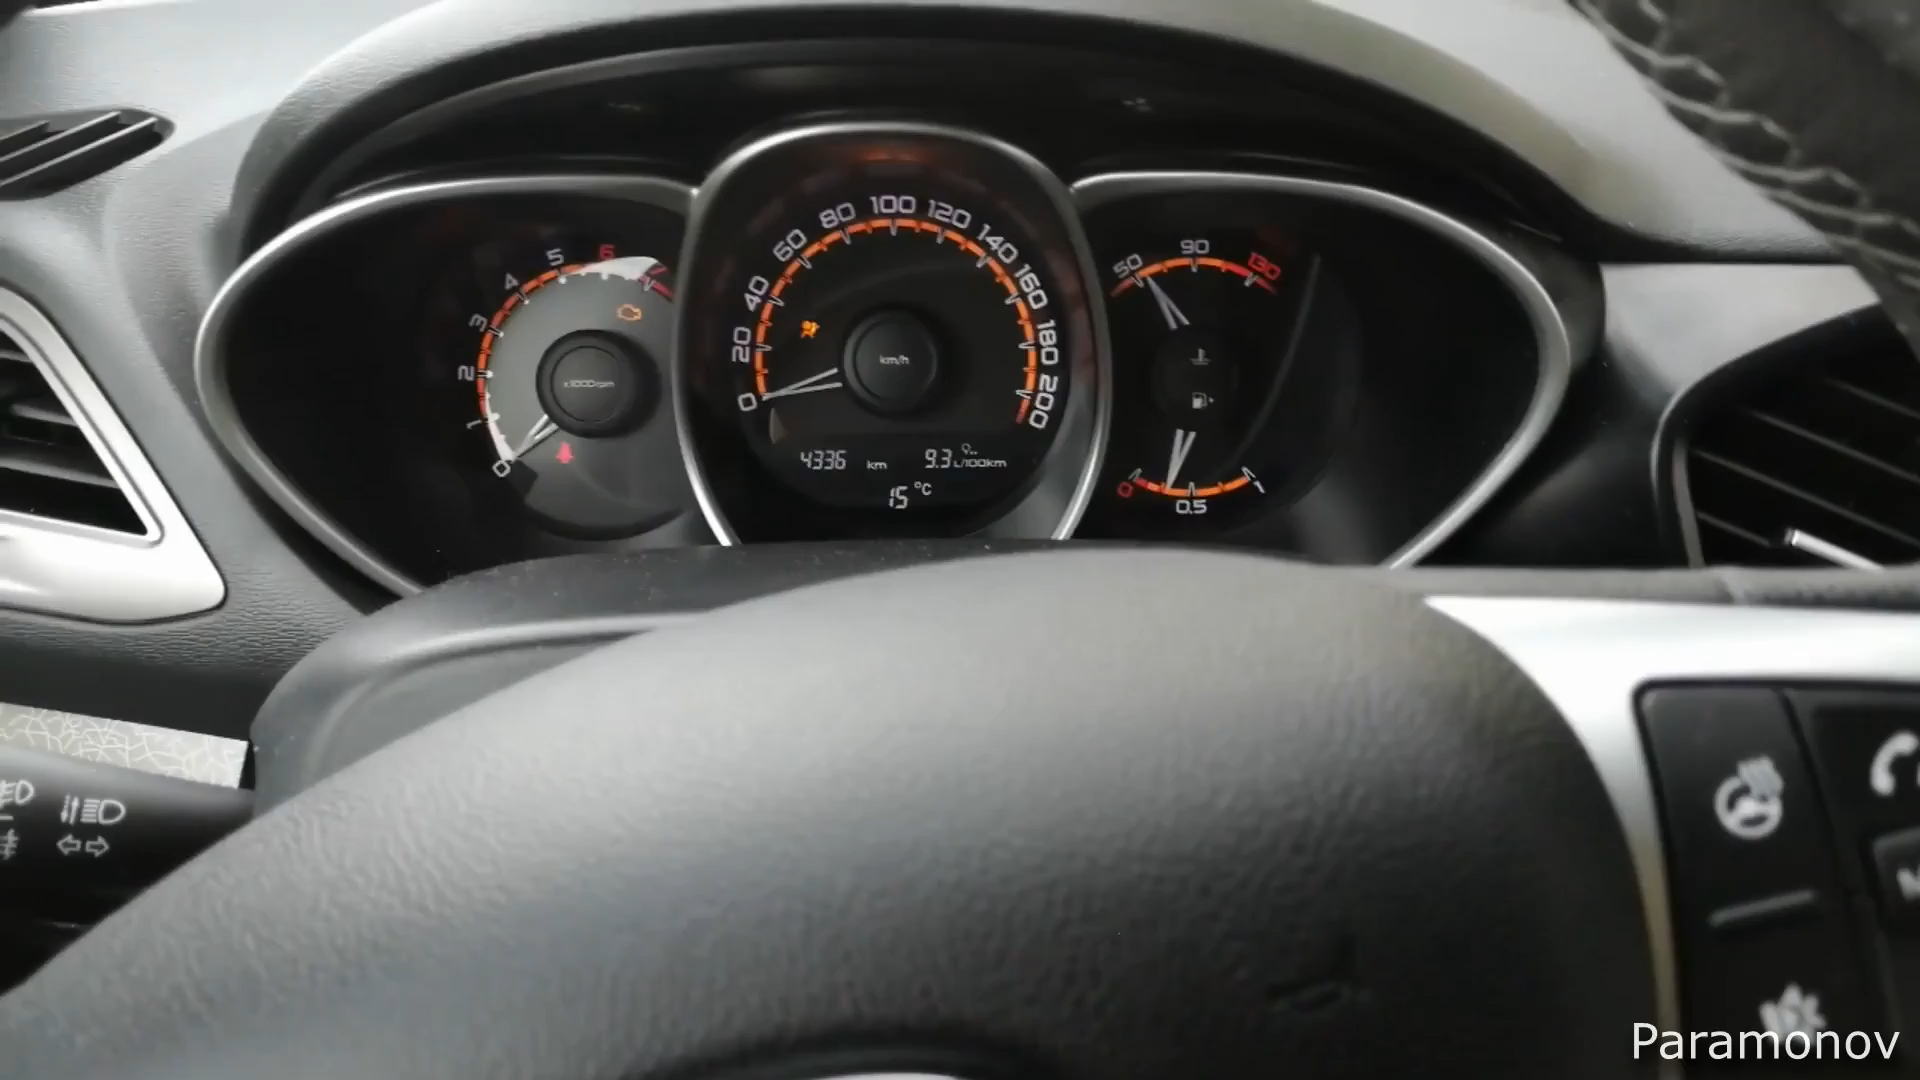 0 1 2 3 4 5 6 7
x1000rpm
0 20 40 60 80 100 120 140 160 180 200
km/h
4336 km 9.3 L/100km
15 °C
50 90 130
0 0.5 1
Paramonov